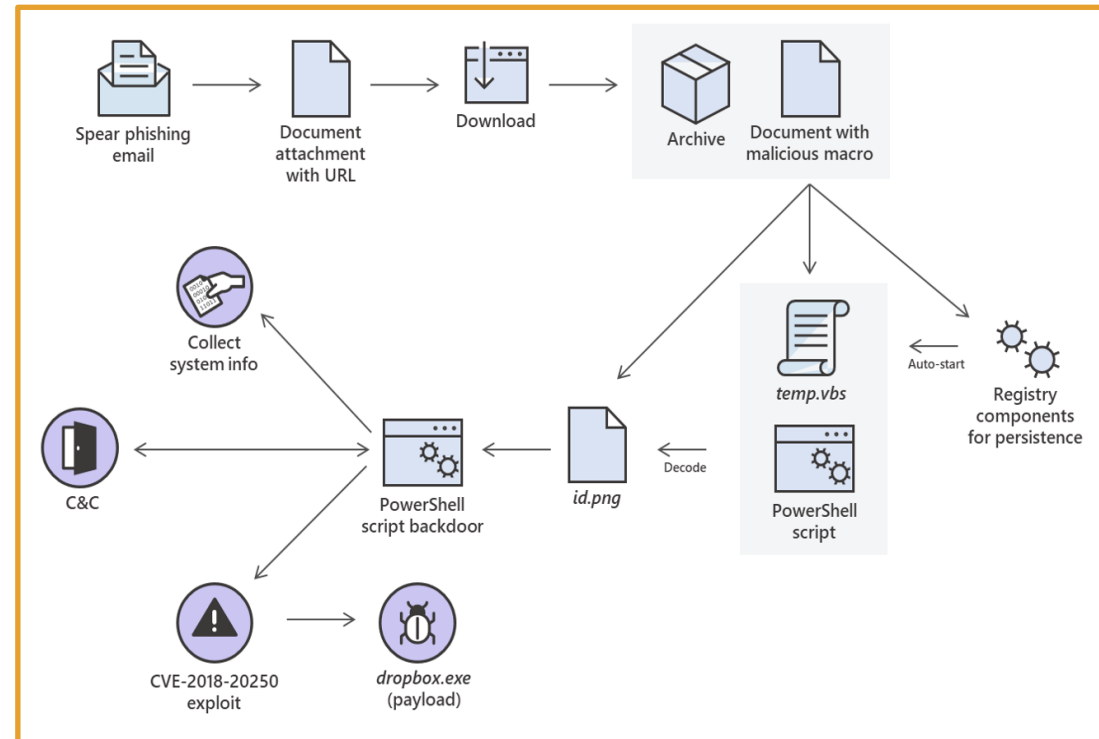 Spear phishing
email
Document
attachment
with URL
Download
Archive
Document with
malicious macro
Collect
system info
temp.vbs
Auto-start
Registry
components
for persistence
C&C
PowerShell
script backdoor
id.png
Decode
PowerShell
script
CVE-2018-20250
exploit
dropbox.exe
(payload)